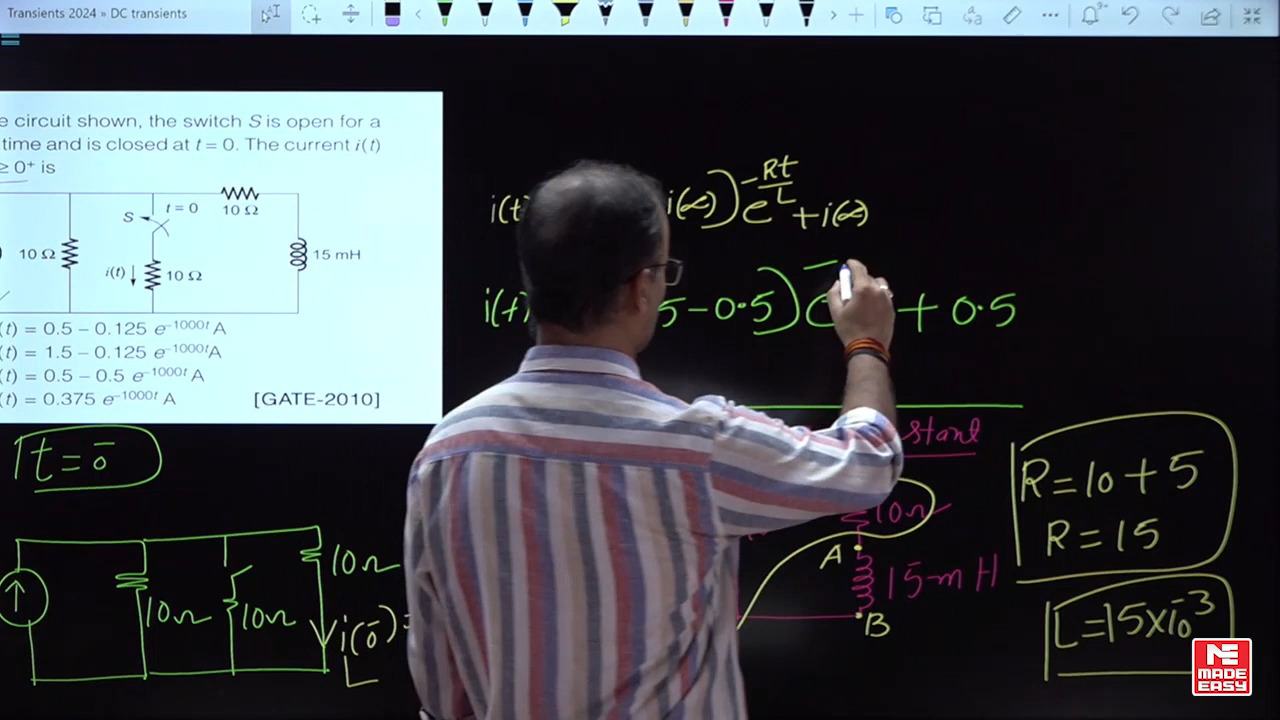 Transients 2024 » DC transients
9+
e circuit shown, the switch S is open for a
time and is closed at t = 0. The current i(t)
≥ 0⁺ is
S
t = 0
10 Ω
10 Ω
15 mH
i(t)
10 Ω
(t) = 0.5 – 0.125 e⁻¹⁰⁰⁰ᵗ A
(t) = 1.5 – 0.125 e⁻¹⁰⁰⁰ᵗ A
(t) = 0.5 – 0.5 e⁻¹⁰⁰⁰ᵗ A
(t) = 0.375 e⁻¹⁰⁰⁰ᵗ A [GATE-2010]
i(t) i(∞)) e^-Rt/L + i(∞)
i(t) 5 - 0.5) e + 0.5
t = 0⁻
10Ω
10Ω
10Ω
i(0⁻) =
L
stant
10Ω
A
15mH
B
R = 10 + 5
R = 15
L = 15×10⁻³
MADE
EASY